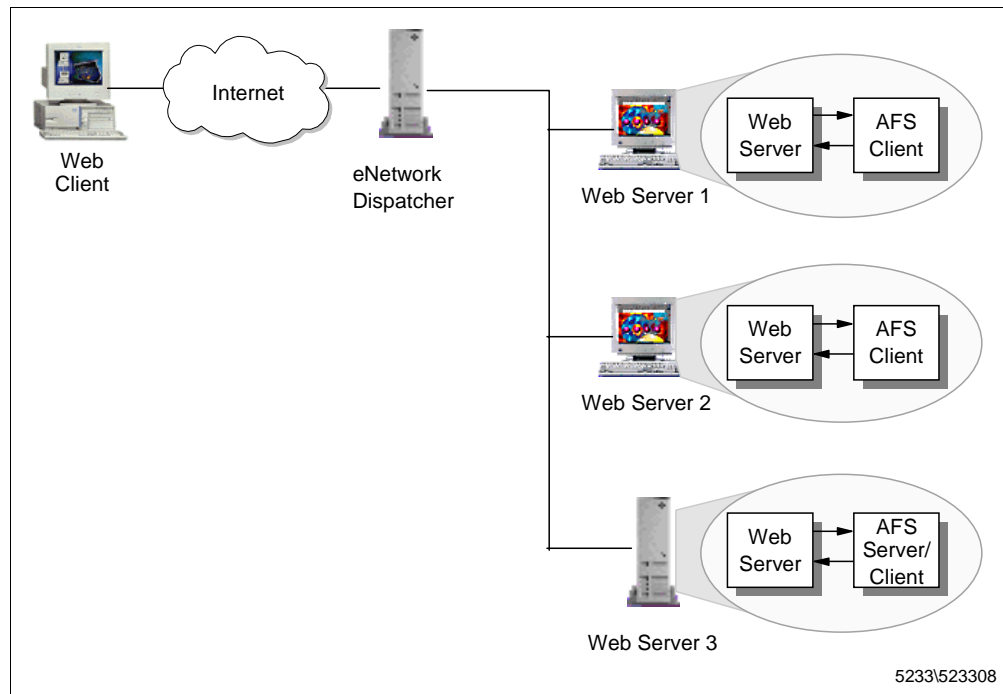 Internet
Web
Client
eNetwork
Dispatcher
Web
Server
AFS
Client
Web Server 1
Web
Server
AFS
Client
Web Server 2
Web
Server
AFS
Server/
Client
Web Server 3
5233\523308